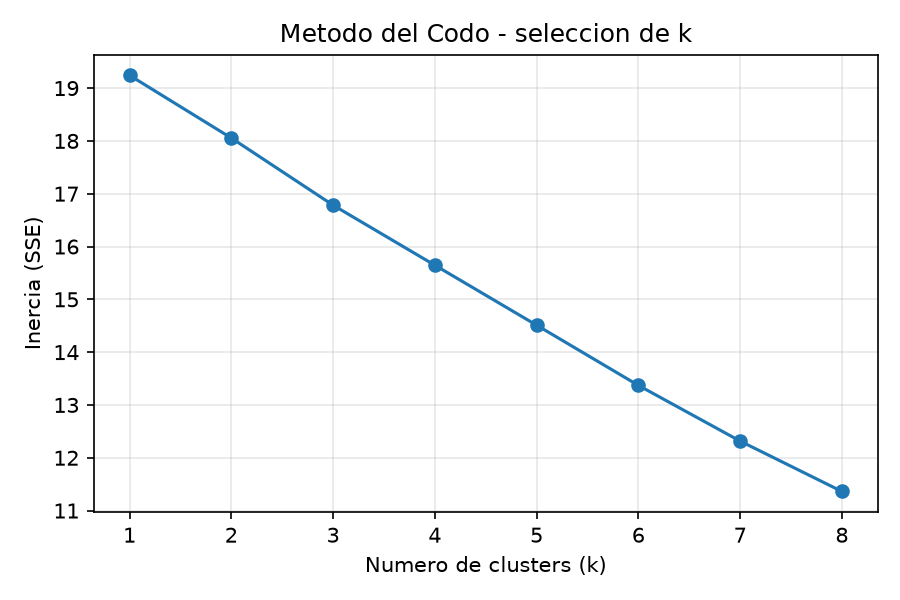 Metodo del Codo - seleccion de k
Inercia (SSE)
19
18
17
16
15
14
13
12
11
1 2 3 4 5 6 7 8
Numero de clusters (k)